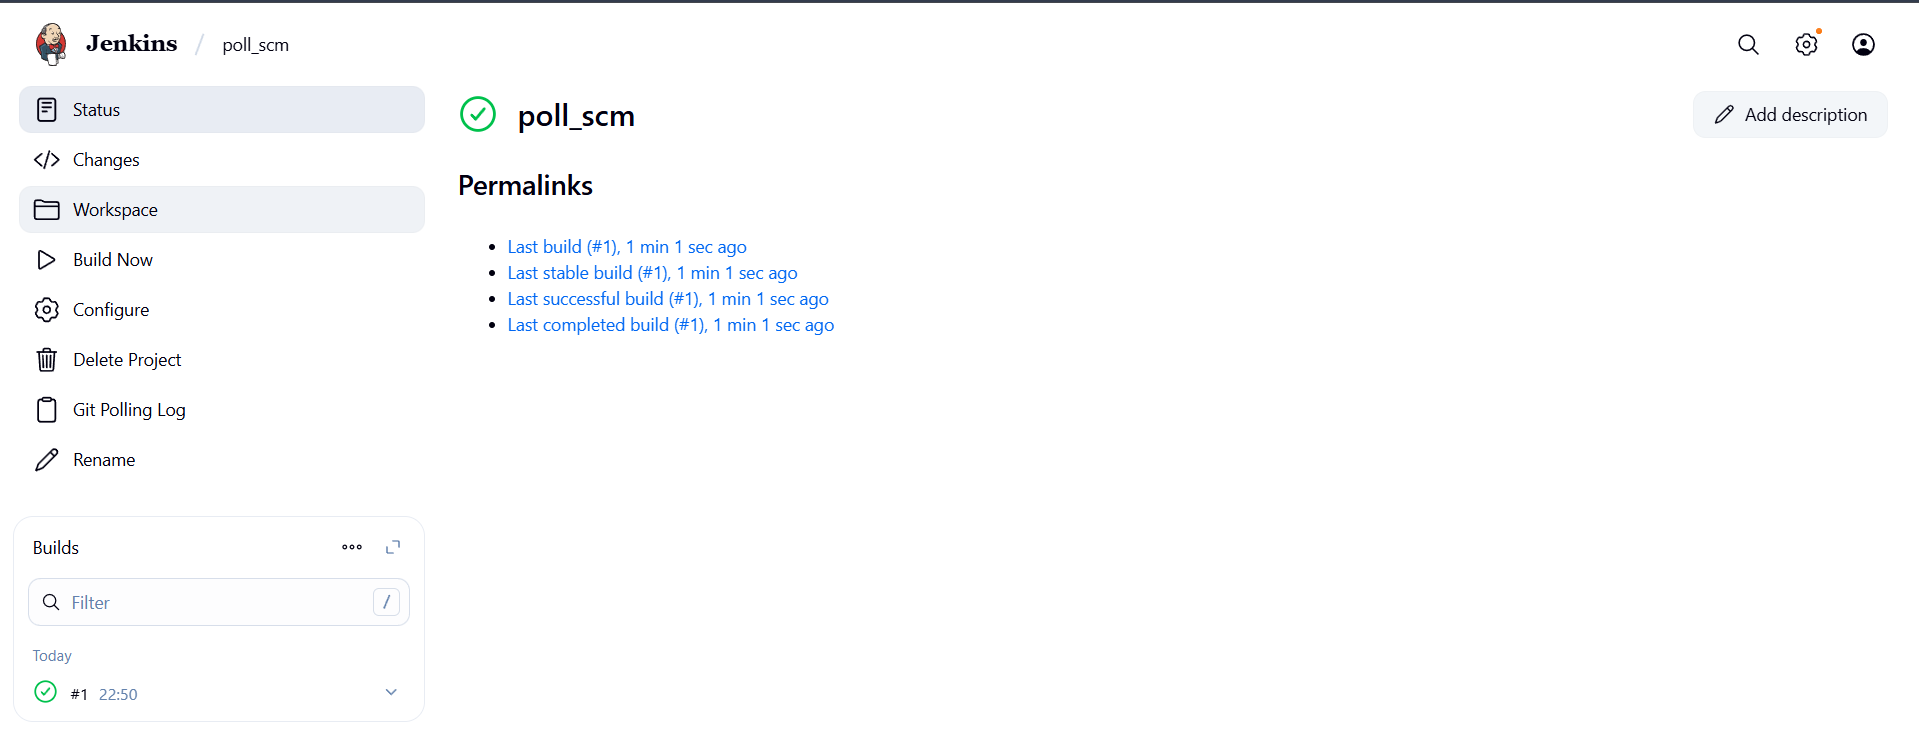 Jenkins / poll_scm
Status
Changes
Workspace
Build Now
Configure
Delete Project
Git Polling Log
Rename
Builds
Filter /
Today
#1 22:50
poll_scm
Add description
Permalinks
Last build (#1), 1 min 1 sec ago
Last stable build (#1), 1 min 1 sec ago
Last successful build (#1), 1 min 1 sec ago
Last completed build (#1), 1 min 1 sec ago